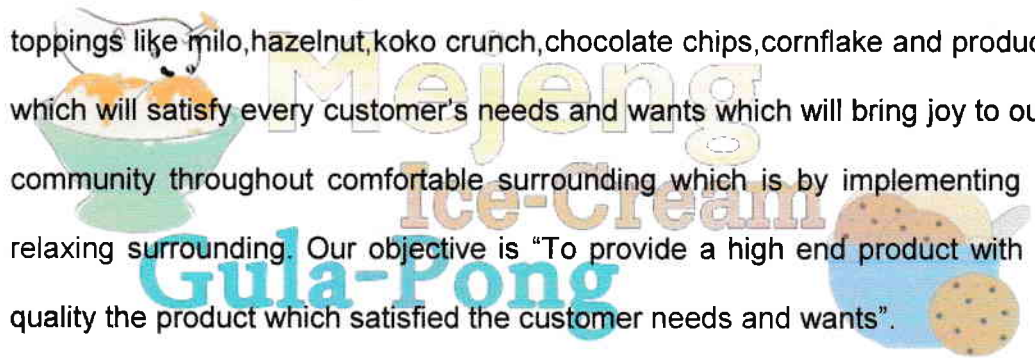 toppings like milo,hazelnut,koko crunch,chocolate chips,cornflake and
which will satisfy every customer's needs and wants which will bring joy to
community throughout comfortable surrounding which is by implementing
relaxing surrounding. Our objective is “To provide a high end product with
quality the product which satisfied the customer needs and wants”.
Mejeng
Ice-Cream
Gula-Pong